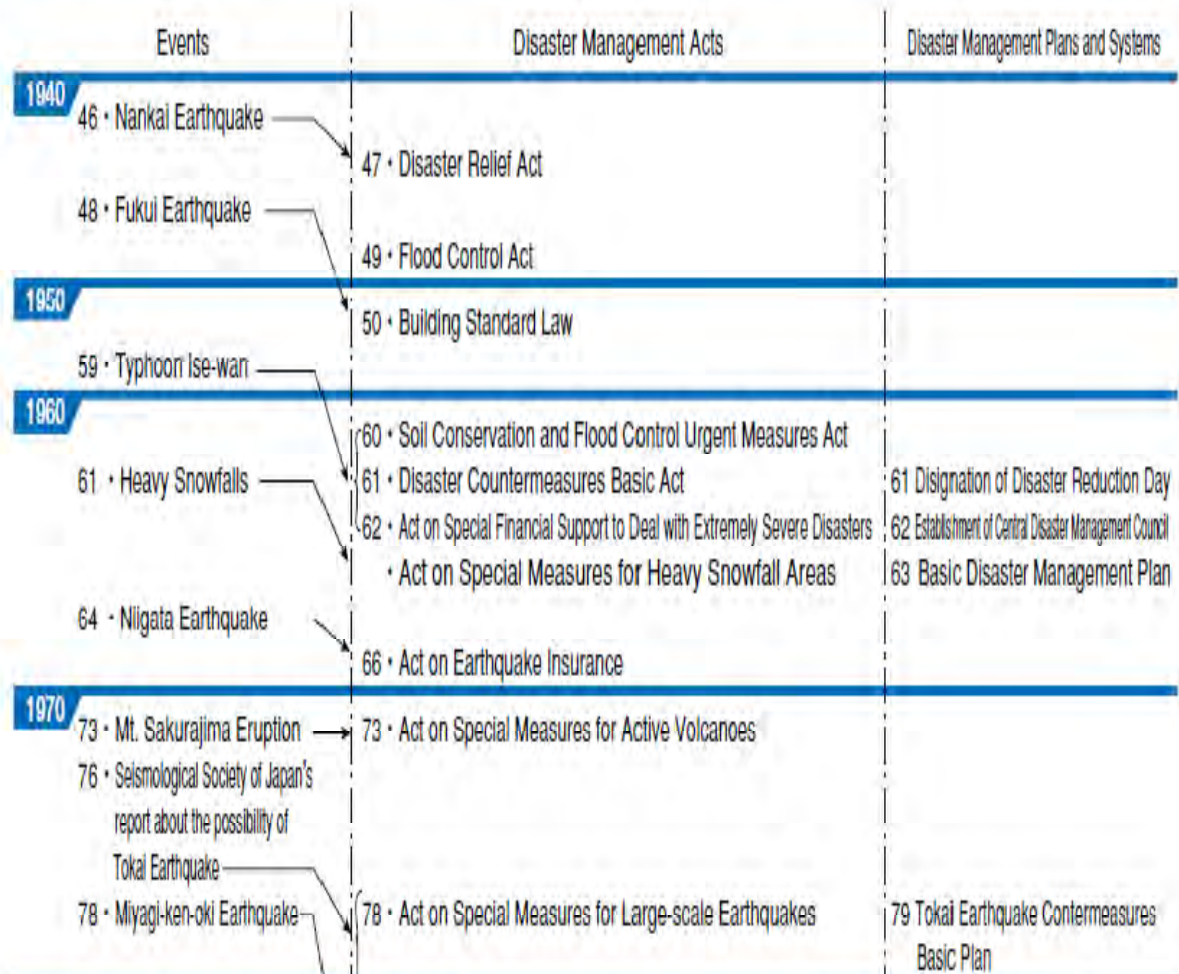 Events Disaster Management Acts Disaster Management Plans and Systems
1940
46・Nankai Earthquake
47・Disaster Relief Act
48・Fukui Earthquake
49・Flood Control Act
1950
50・Building Standard Law
59・Typhoon Ise-wan
1960
60・Soil Conservation and Flood Control Urgent Measures Act
61・Heavy Snowfalls 61・Disaster Countermeasures Basic Act 61 Disignation of Disaster Reduction Day
62・Act on Special Financial Support to Deal with Extremely Severe Disasters 62 Establishment of Central Disaster Management Council
・Act on Special Measures for Heavy Snowfall Areas 63 Basic Disaster Management Plan
64・Niigata Earthquake
66・Act on Earthquake Insurance
1970
73・Mt. Sakurajima Eruption 73・Act on Special Measures for Active Volcanoes
76・Seismological Society of Japan's
report about the possibility of
Tokai Earthquake
78・Miyagi-ken-oki Earthquake 78・Act on Special Measures for Large-scale Earthquakes 79 Tokai Earthquake Contermeasures
Basic Plan